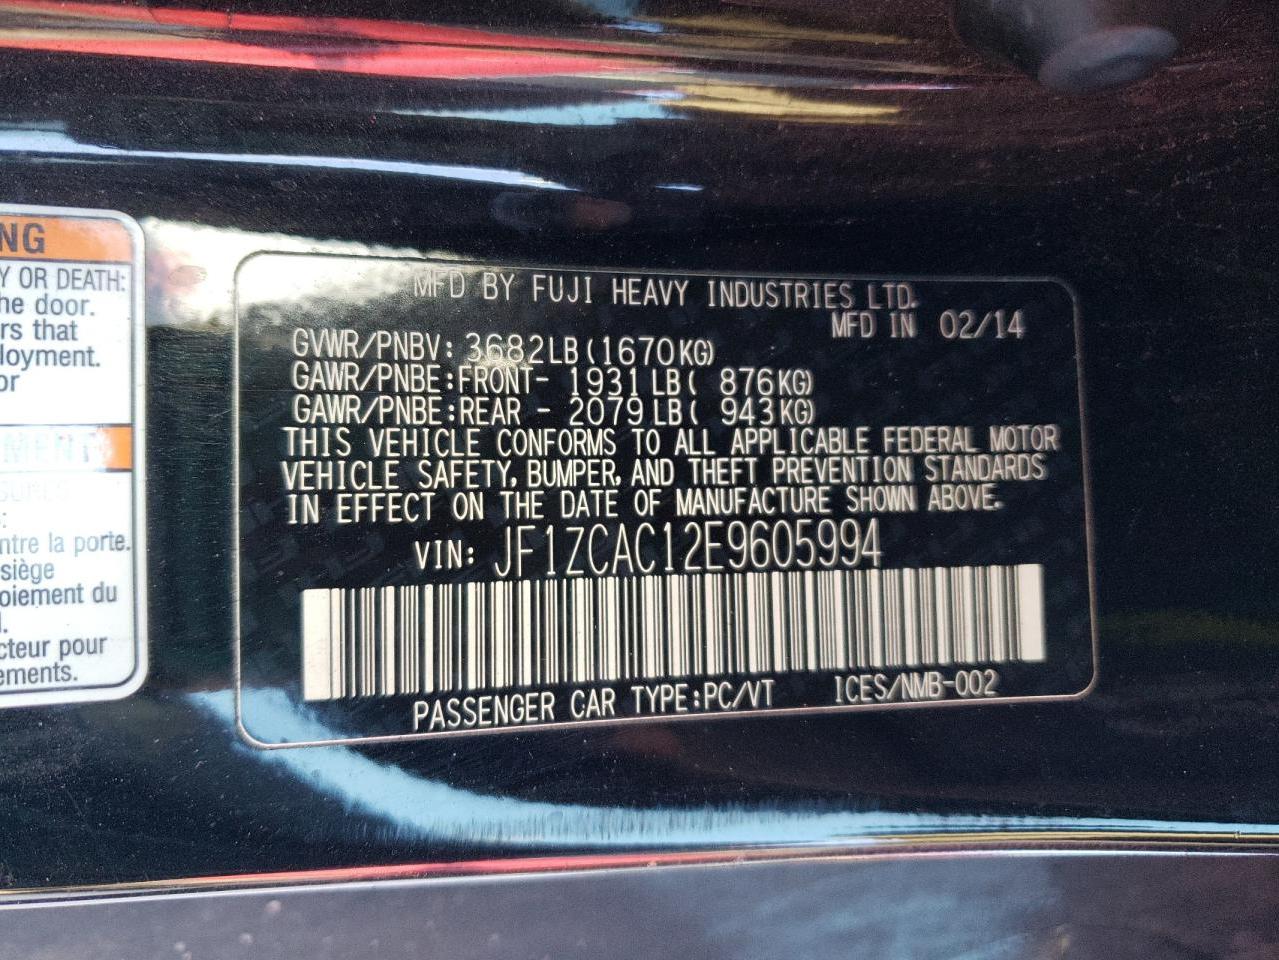 NG
Y OR DEATH:
he door.
ers that
loyment.
or
MENT
:
ntre la porte.
siège
oiement du
l.
cteur pour
ements.
MFD BY FUJI HEAVY INDUSTRIES LTD.
MFD IN 02/14
GVWR/PNBV: 3682LB(1670KG)
GAWR/PNBE:FRONT- 1931 LB( 876KG)
GAWR/PNBE:REAR - 2079 LB( 943KG)
THIS VEHICLE CONFORMS TO ALL APPLICABLE FEDERAL MOTOR
VEHICLE SAFETY, BUMPER, AND THEFT PREVENTION STANDARDS
IN EFFECT ON THE DATE OF MANUFACTURE SHOWN ABOVE.
VIN: JF1ZCAC12E9605994
PASSENGER CAR TYPE:PC/VT ICES/NMB-002